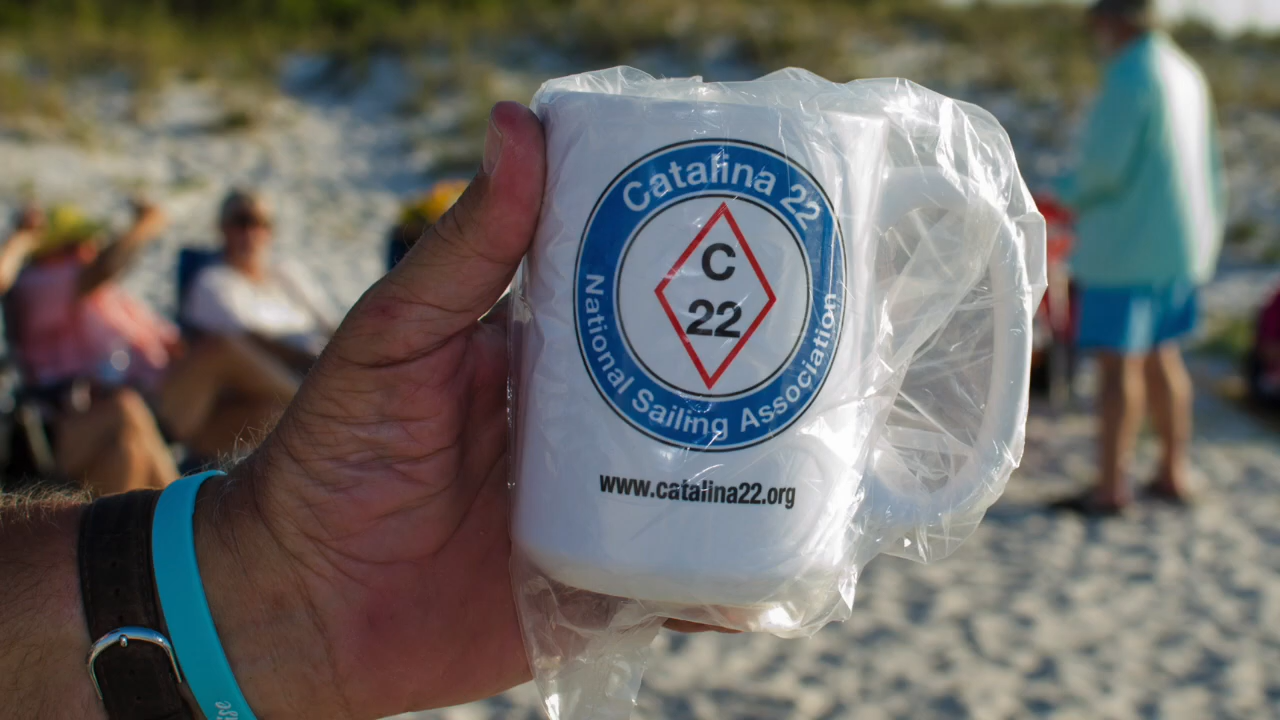 Catalina 22
C
22
National Sailing Association
www.catalina22.org